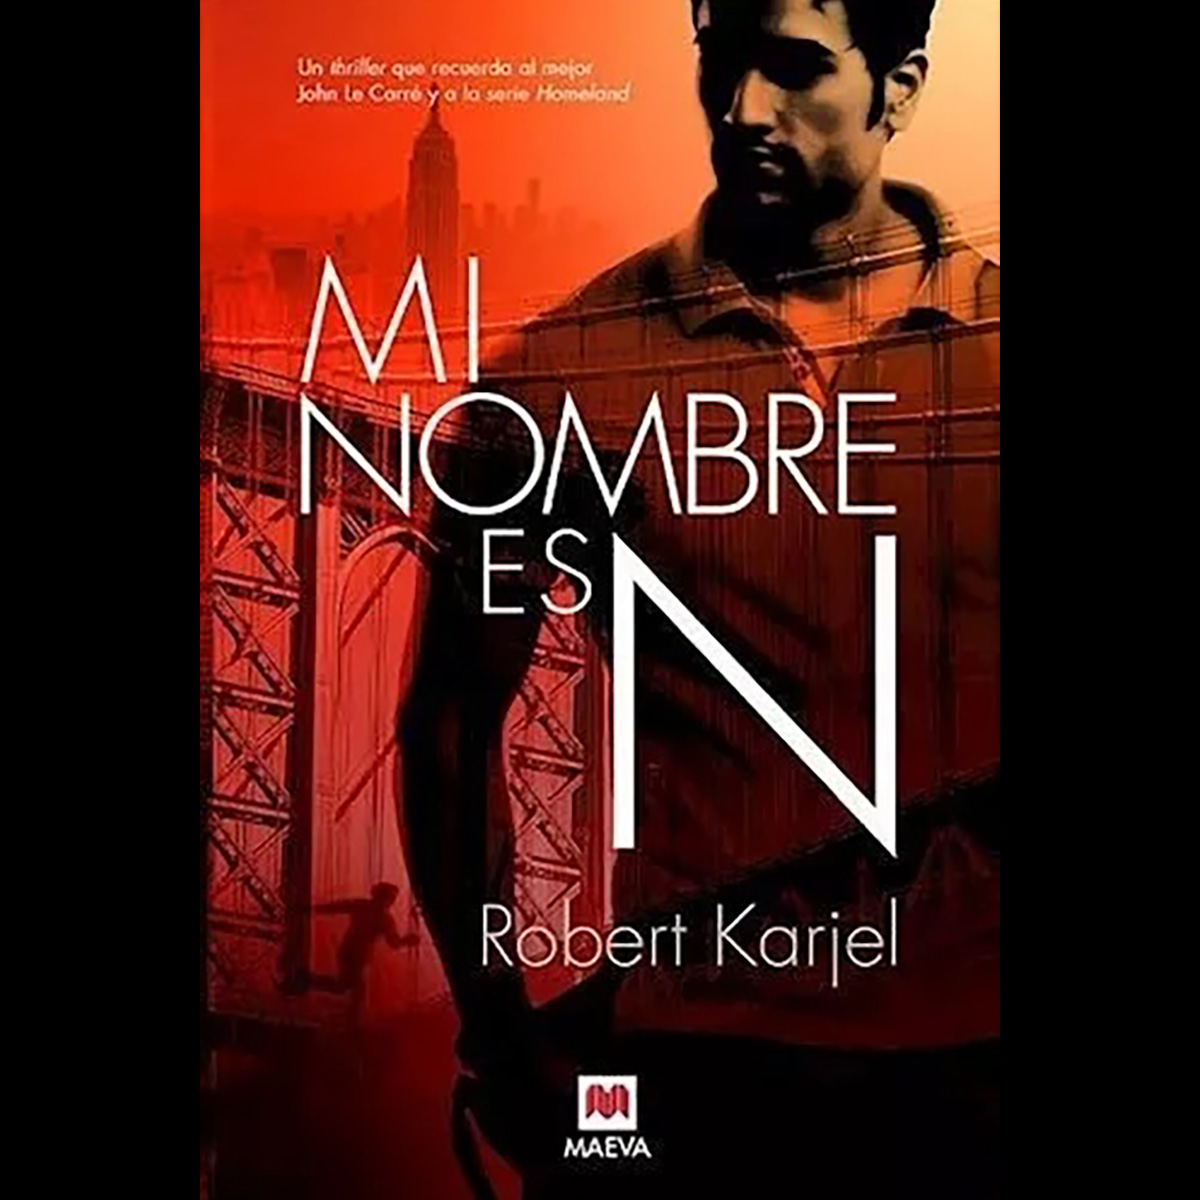 Un thriller que recuerda al mejor
John Le Carré y a la serie Homeland
MI
NOMBRE
ES N
Robert Karjel
MAEVA